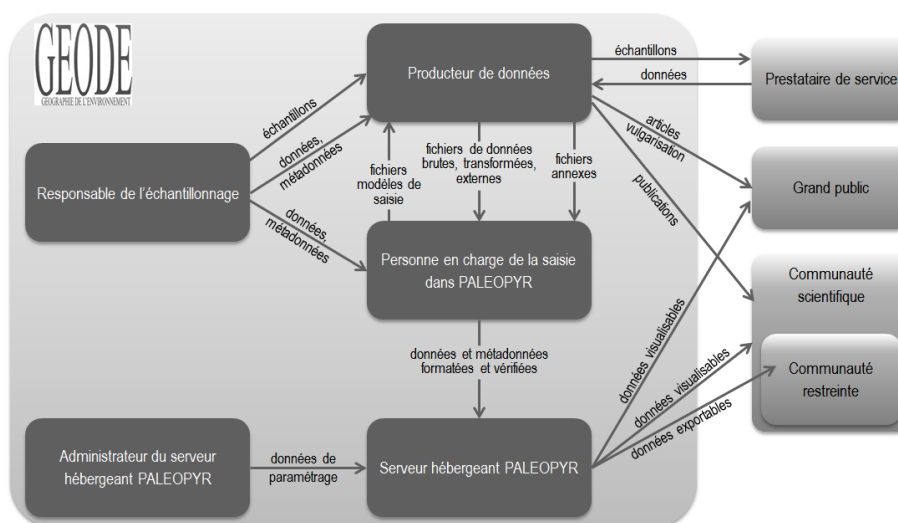 GEODE
GEOGRAPHIE DE L'ENVIRONNEMENT
Producteur de données
échantillons
données
Prestataire de service
échantillons
données,
métadonnées
articles
vulgarisation
publications
fichiers
modèles de
saisie
fichiers de données
brutes, transformées,
externes
fichiers
annexes
Responsable de l'échantillonnage
Grand public
données,
métadonnées
Personne en charge de la saisie
dans PALEOPYR
Communauté
scientifique
données et métadonnées
formatées et vérifiées
données visualisables
données visualisables
données exportables
Communauté
restreinte
Administrateur du serveur
hébergeant PALEOPYR
données de
paramétrage
Serveur hébergeant PALEOPYR